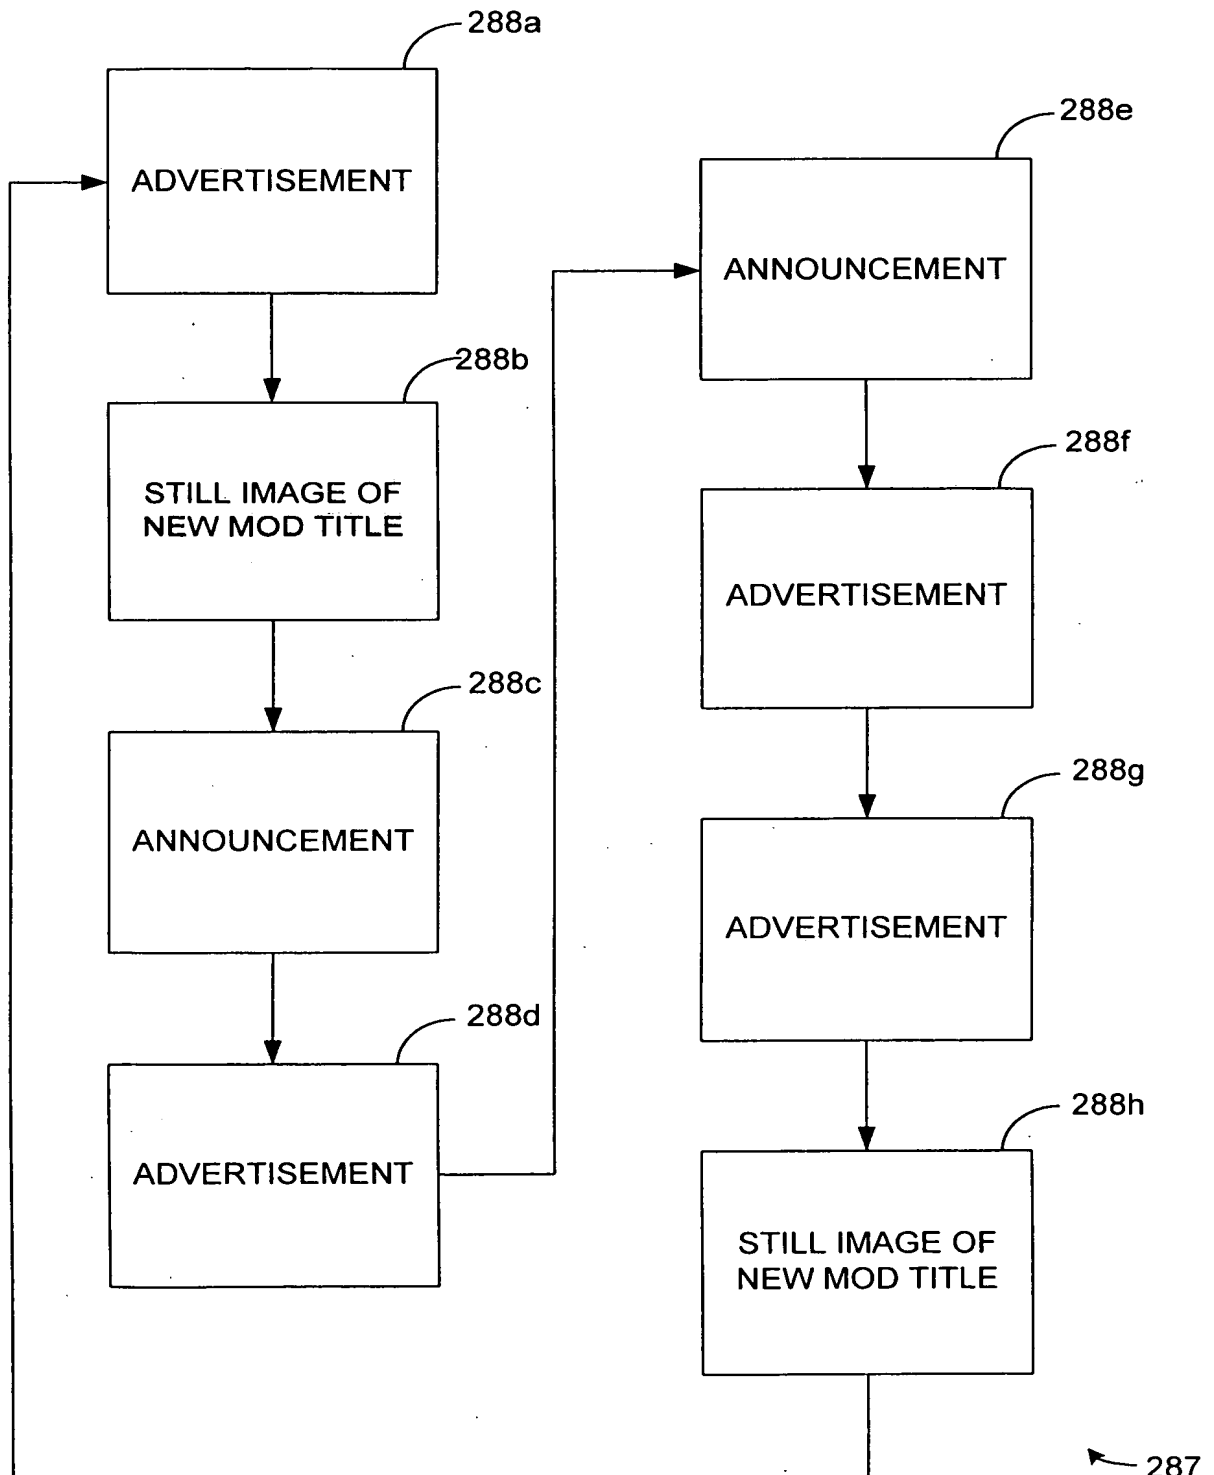 288a
ADVERTISEMENT
288b
STILL IMAGE OF
NEW MOD TITLE
288c
ANNOUNCEMENT
288d
ADVERTISEMENT
288e
ANNOUNCEMENT
288f
ADVERTISEMENT
288g
ADVERTISEMENT
288h
STILL IMAGE OF
NEW MOD TITLE
287